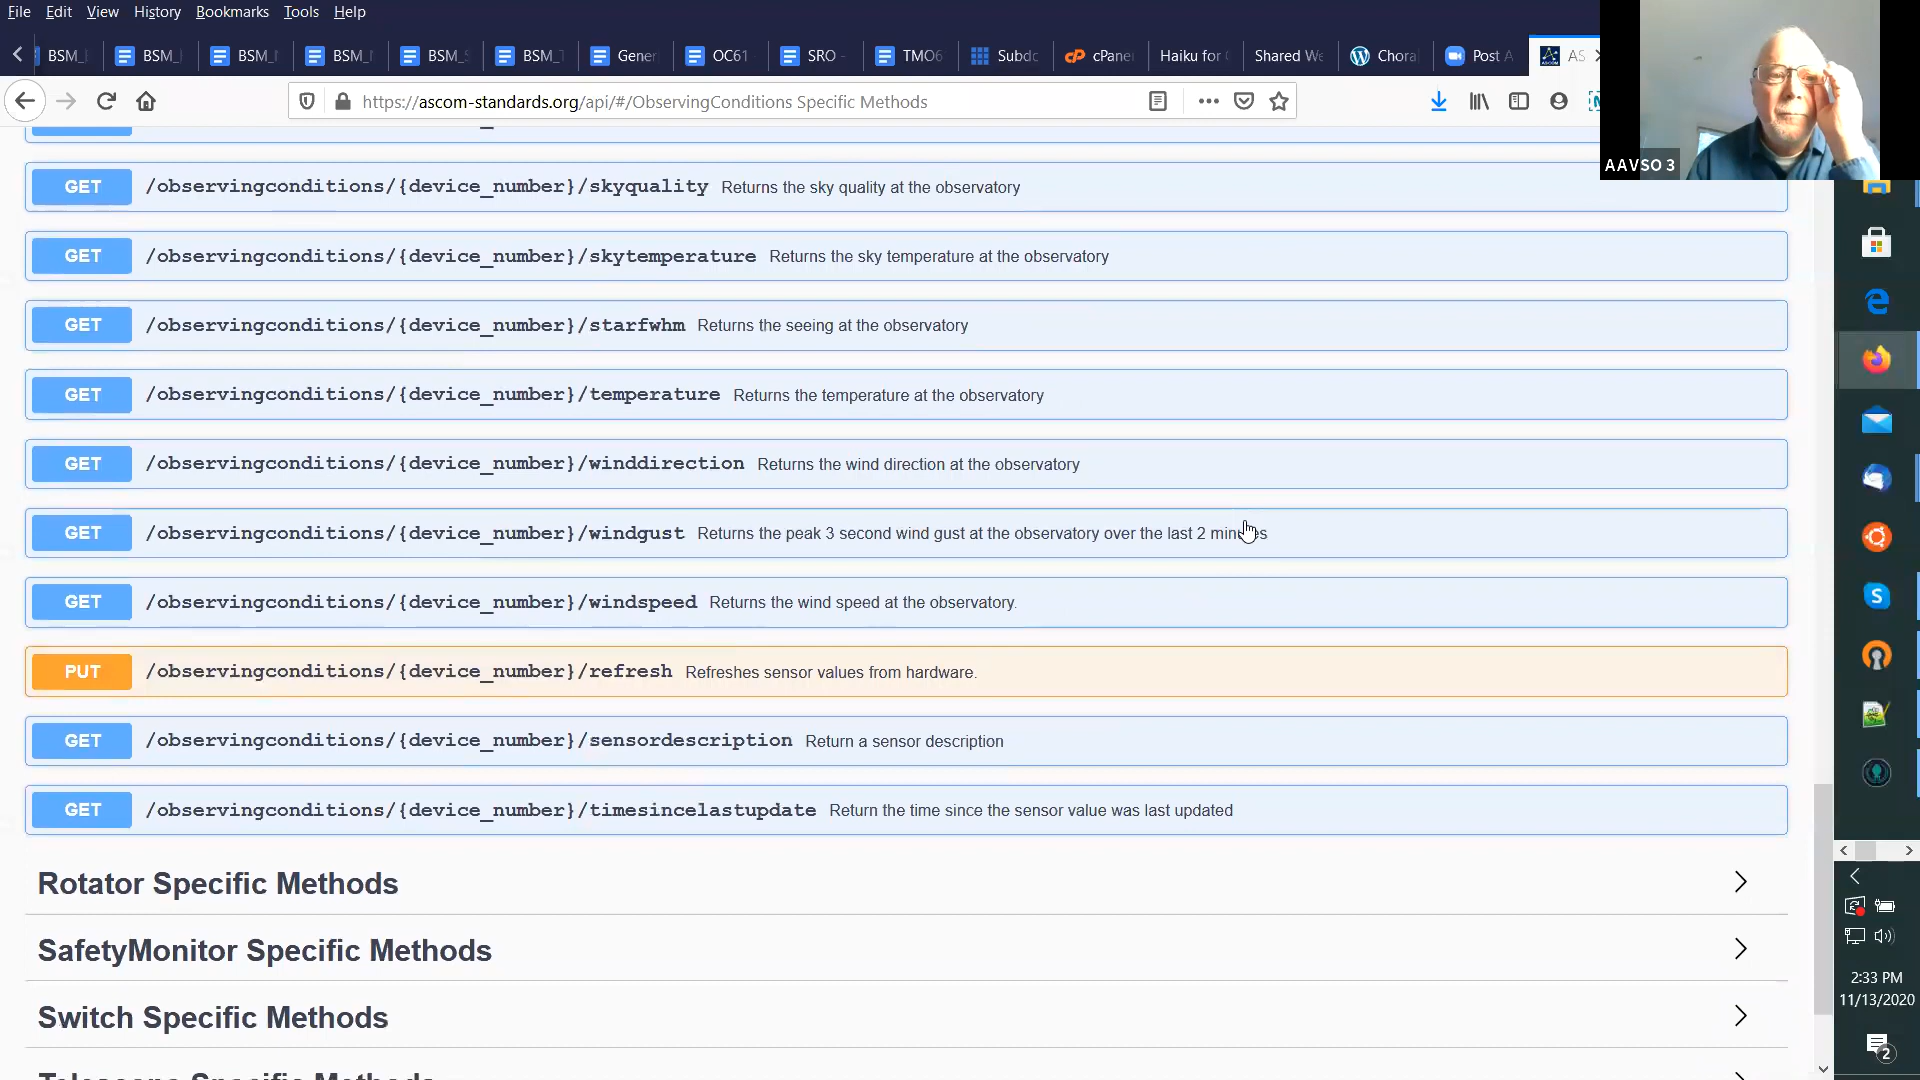 File Edit View History Bookmarks Tools Help
BSM_ BSM_ BSM_ BSM_ BSM_ BSM_ Gener OC61 SRO - TMO6 Subdo cPane Haiku for Shared We Chora Post A AS
https://ascom-standards.org/api/#/ObservingConditions Specific Methods
AAVSO 3
GET /observingconditions/{device_number}/skyquality Returns the sky quality at the observatory
GET /observingconditions/{device_number}/skytemperature Returns the sky temperature at the observatory
GET /observingconditions/{device_number}/starfwhm Returns the seeing at the observatory
GET /observingconditions/{device_number}/temperature Returns the temperature at the observatory
GET /observingconditions/{device_number}/winddirection Returns the wind direction at the observatory
GET /observingconditions/{device_number}/windgust Returns the peak 3 second wind gust at the observatory over the last 2 minutes
GET /observingconditions/{device_number}/windspeed Returns the wind speed at the observatory.
PUT /observingconditions/{device_number}/refresh Refreshes sensor values from hardware.
GET /observingconditions/{device_number}/sensordescription Return a sensor description
GET /observingconditions/{device_number}/timesincelastupdate Return the time since the sensor value was last updated
Rotator Specific Methods
SafetyMonitor Specific Methods
Switch Specific Methods
Telescope Specific Methods
2:33 PM
11/13/2020
2